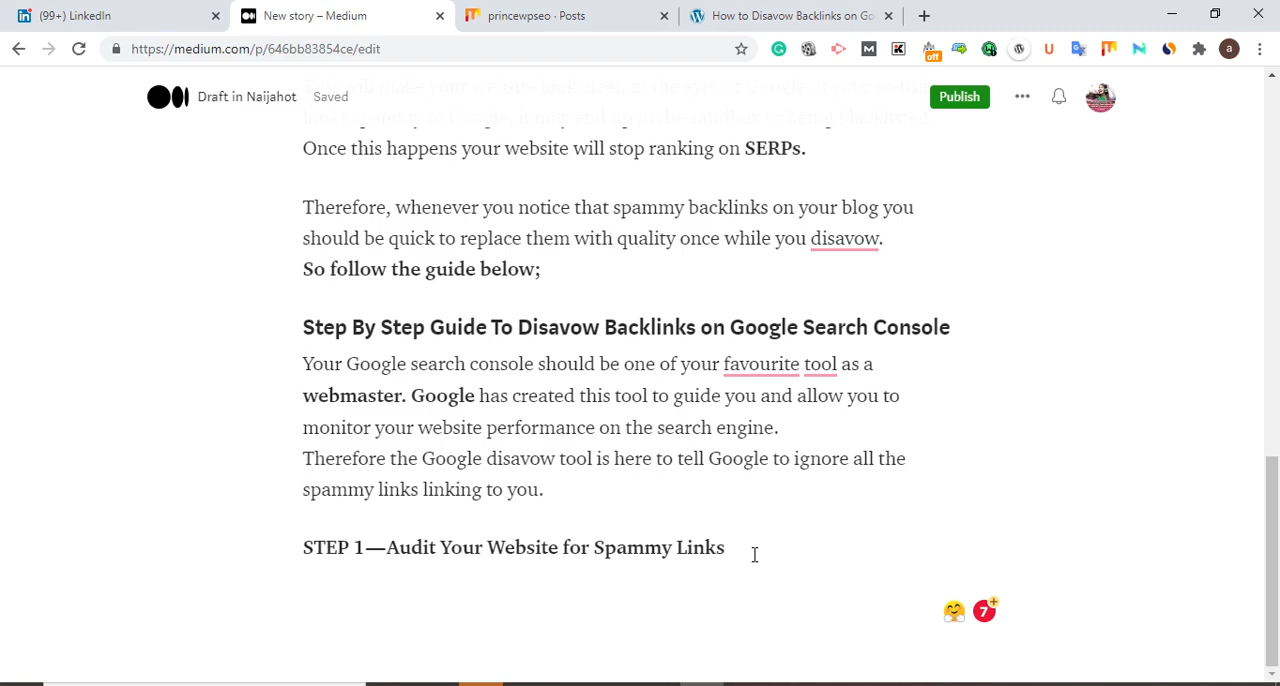 (99+) LinkedIn
New story – Medium
princewpseo · Posts
How to Disavow Backlinks on Go
https://medium.com/p/646bb83854ce/edit
off
a
Draft in Naijahot
Saved
Publish
Once this happens your website will stop ranking on SERPs.
Therefore, whenever you notice that spammy backlinks on your blog you
should be quick to replace them with quality once while you disavow.
So follow the guide below;
Step By Step Guide To Disavow Backlinks on Google Search Console
Your Google search console should be one of your favourite tool as a
webmaster. Google has created this tool to guide you and allow you to
monitor your website performance on the search engine.
Therefore the Google disavow tool is here to tell Google to ignore all the
spammy links linking to you.
STEP 1—Audit Your Website for Spammy Links
7